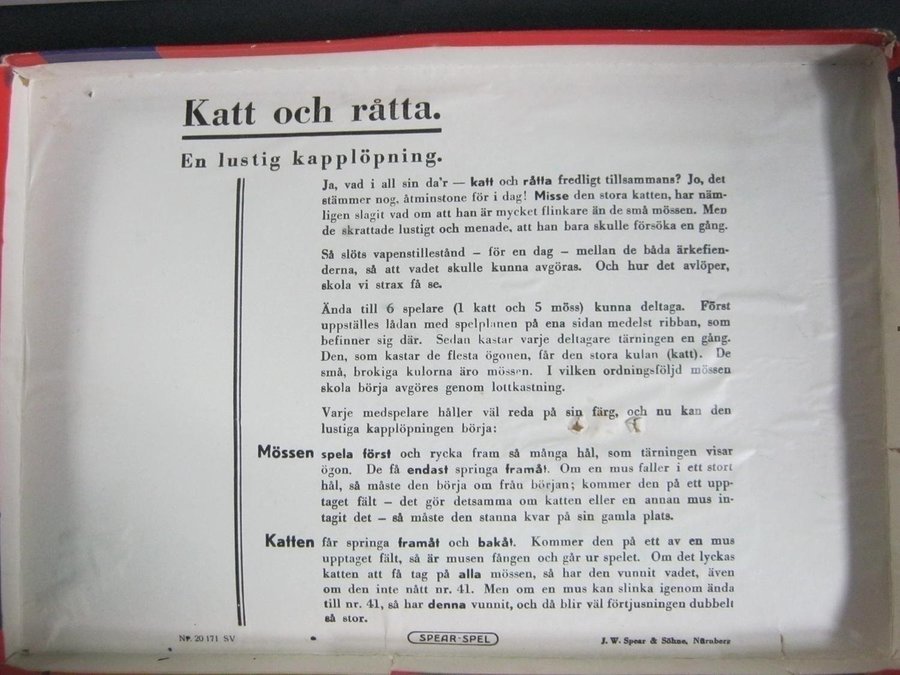 Katt och råtta.
En lustig kapplöpning.
Ja, vad i all sin da'r — katt och råtta fredligt tillsammans? Jo, det
stämmer nog, åtminstone för i dag! Misse den stora katten, har näm-
ligen slagit vad om att han är mycket flinkare än de små mössen. Men
de skrattade lustigt och menade, att han bara skulle försöka en gång.
Så slöts vapenstillestånd – för en dag – mellan de båda ärkefien-
derna, så att vadet skulle kunna avgöras. Och hur det avlöper,
skola vi strax få se.
Ända till 6 spelare (1 katt och 5 möss) kunna deltaga. Först
uppställes lådan med spelplanen på ena sidan medelst ribban, som
befinner sig där. Sedan kastar varje deltagare tärningen en gång.
Den, som kastar de flesta ögonen, får den stora kulan (katt). De
små, brokiga kulorna äro mössen. I vilken ordningsföljd mössen
skola börja avgöres genom lottkastning.
Varje medspelare håller väl reda på sin färg, och nu kan den
lustiga kapplöpningen börja:
Mössen spela först och rycka fram så många hål, som tärningen visar
ögon. De få endast springa framåt. Om en mus faller i ett stort
hål, så måste den börja om från början; kommer den på ett upp-
taget fält – det gör detsamma om katten eller en annan mus in-
tagit det – så måste den stanna kvar på sin gamla plats.
Katten får springa framåt och bakåt. Kommer den på ett av en mus
upptaget fält, så är musen fången och går ur spelet. Om det lyckas
katten att få tag på alla mössen, så har den vunnit vadet, även
om den inte nått nr. 41. Men om en mus kan slinka igenom ända
till nr. 41, så har denna vunnit, och då blir väl förtjusningen dubbelt
så stor.
Nr. 20 171 SV
SPEAR-SPEL
J. W. Spear & Söhne, Nürnberg